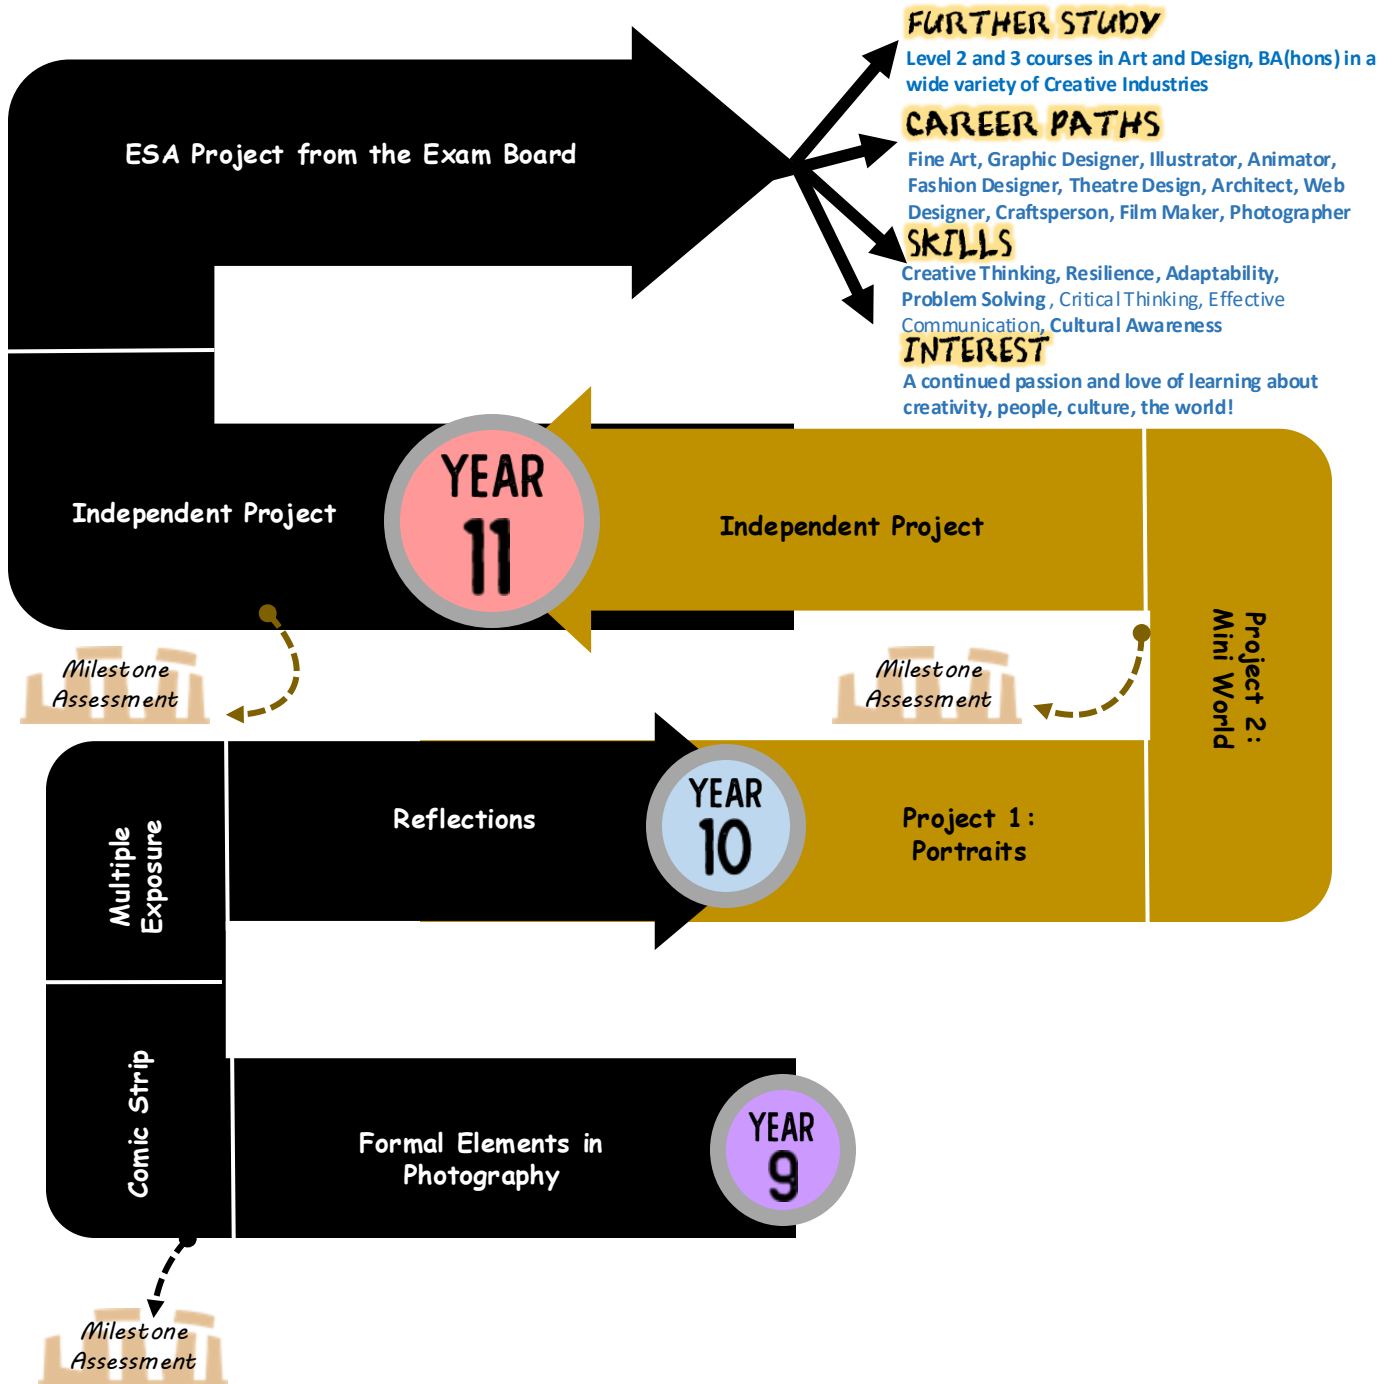 FURTHER STUDY
Level 2 and 3 courses in Art and Design, BA(hons) in a
wide variety of Creative Industries
CAREER PATHS
Fine Art, Graphic Designer, Illustrator, Animator,
Fashion Designer, Theatre Design, Architect, Web
Designer, Craftsperson, Film Maker, Photographer
SKILLS
Creative Thinking, Resilience, Adaptability,
Problem Solving , Critical Thinking, Effective
Communication, Cultural Awareness
INTEREST
A continued passion and love of learning about
creativity, people, culture, the world!
ESA Project from the Exam Board
Independent Project
YEAR
11
Independent Project
Milestone
Assessment
Milestone
Assessment
Project 2:
Mini World
Multiple
Exposure
Reflections
YEAR
10
Project 1:
Portraits
Comic Strip
Formal Elements in
Photography
YEAR
9
Milestone
Assessment